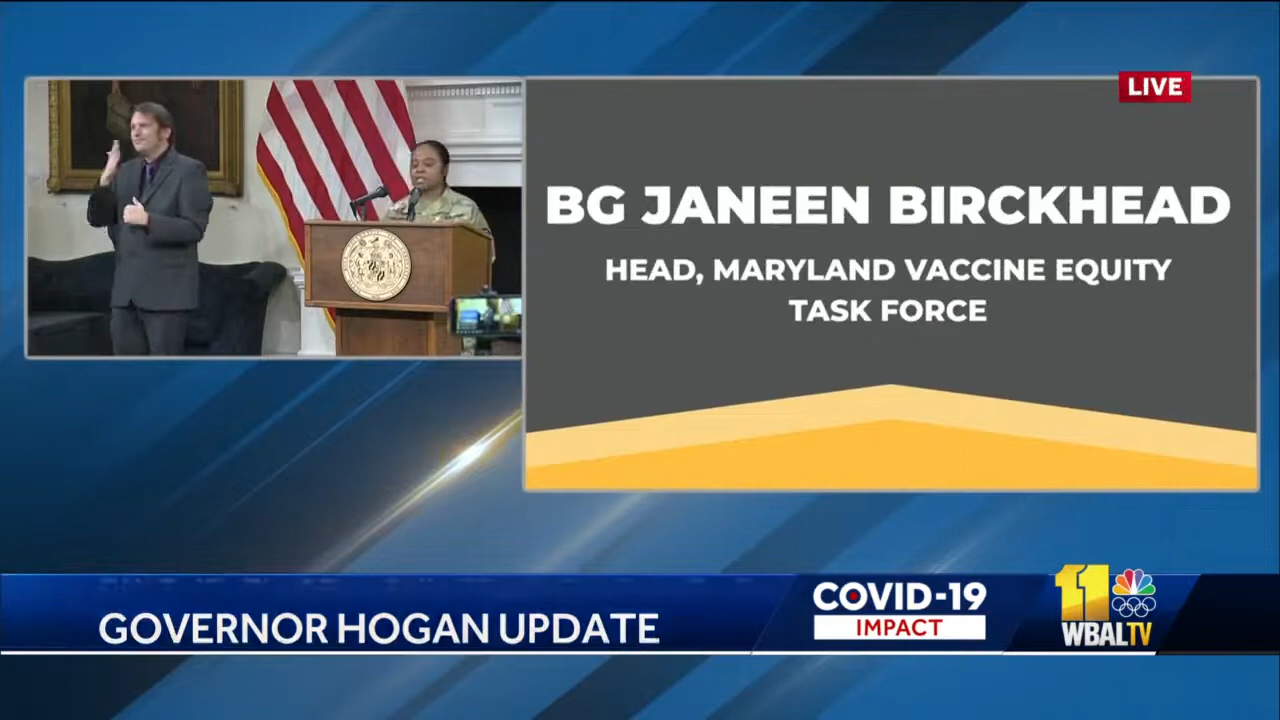 LIVE
BG JANEEN BIRCKHEAD
HEAD, MARYLAND VACCINE EQUITY
TASK FORCE
GOVERNOR HOGAN UPDATE
COVID-19
IMPACT
11
WBALTV